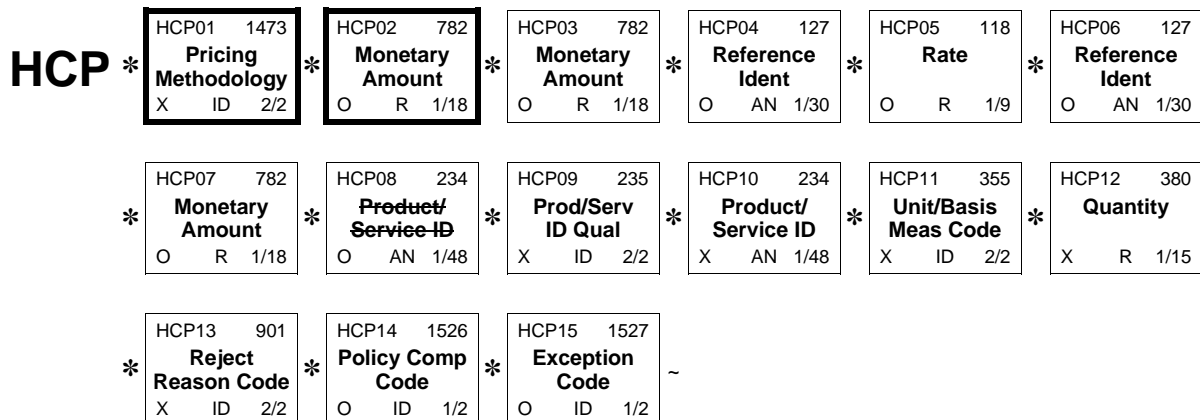 HCP01 1473 HCP02 782 HCP03 782 HCP04 127 HCP05 118 HCP06 127
HCP * Pricing Methodology * Monetary Amount * Monetary Amount * Reference Ident * Rate * Reference Ident
X ID 2/2 O R 1/18 O R 1/18 O AN 1/30 O R 1/9 O AN 1/30
HCP07 782 HCP08 234 HCP09 235 HCP10 234 HCP11 355 HCP12 380
* Monetary Amount * Product/ Service ID * Prod/Serv ID Qual * Product/ Service ID * Unit/Basis Meas Code * Quantity
O R 1/18 O AN 1/48 X ID 2/2 X AN 1/48 X ID 2/2 X R 1/15
HCP13 901 HCP14 1526 HCP15 1527
* Reject Reason Code * Policy Comp Code * Exception Code ~
X ID 2/2 O ID 1/2 O ID 1/2